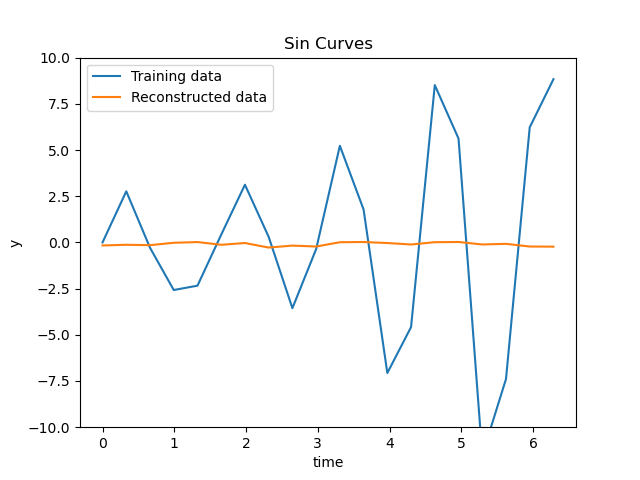 Sin Curves
Training data
Reconstructed data
10.0
7.5
5.0
2.5
0.0
−2.5
−5.0
−7.5
−10.0
y
0 1 2 3 4 5 6
time